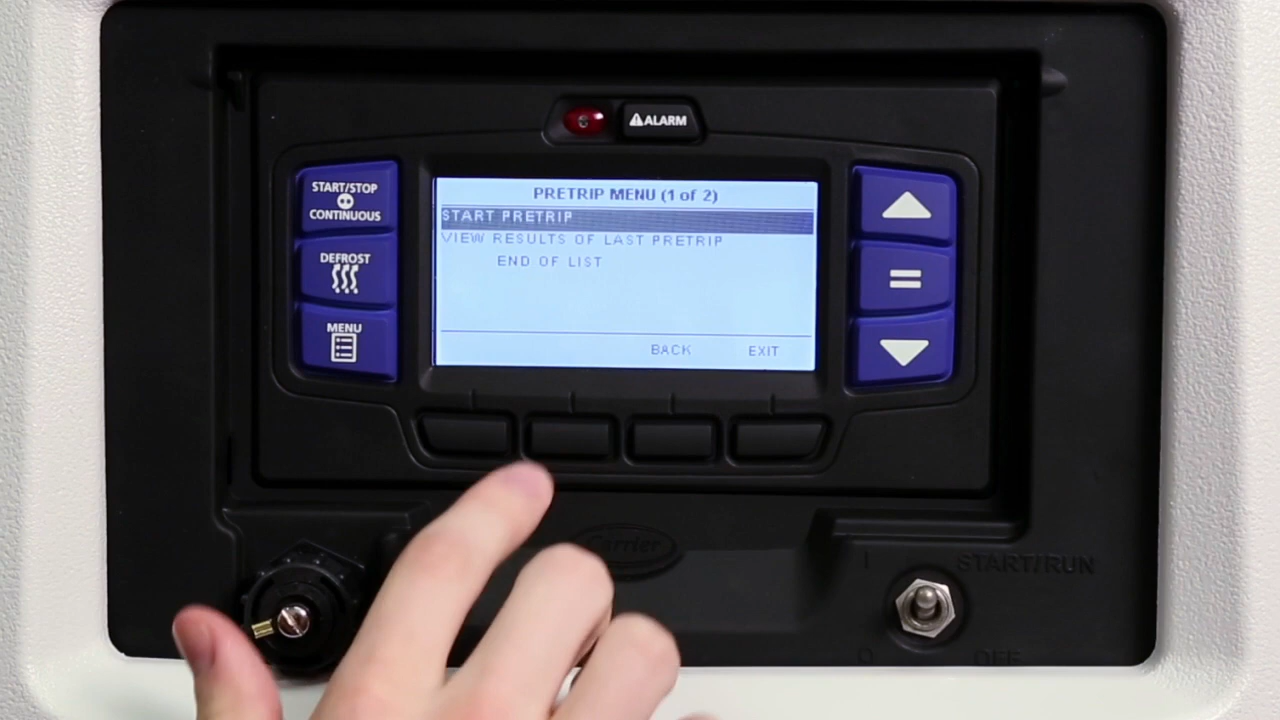 ALARM
START/STOP
CONTINUOUS
DEFROST
MENU
PRETRIP MENU (1 of 2)
START PRETRIP
VIEW RESULTS OF LAST PRETRIP
END OF LIST
BACK EXIT
Carrier
I START/RUN
0 OFF